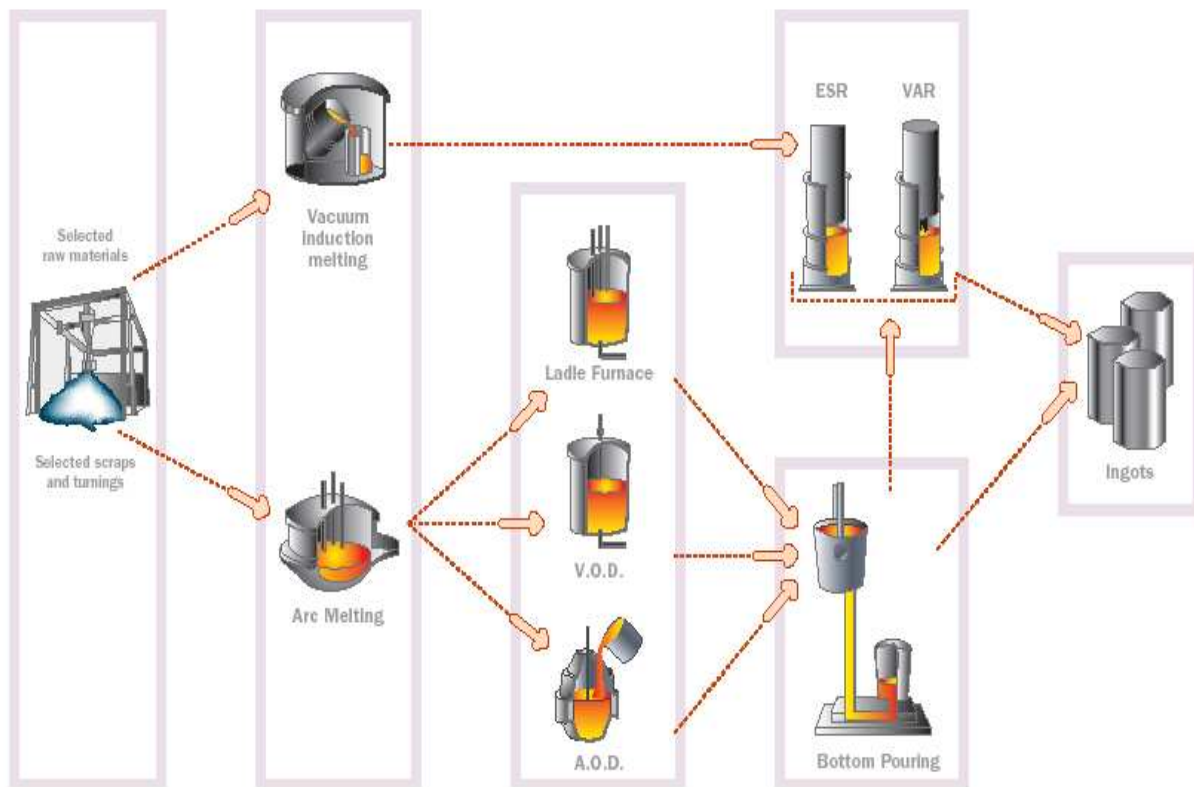 ESR
VAR
Vacuum
induction
melting
Selected
raw materials
Ladle Furnace
Selected scraps
and turnings
Ingots
V.O.D.
Arc Melting
A.O.D.
Bottom Pouring